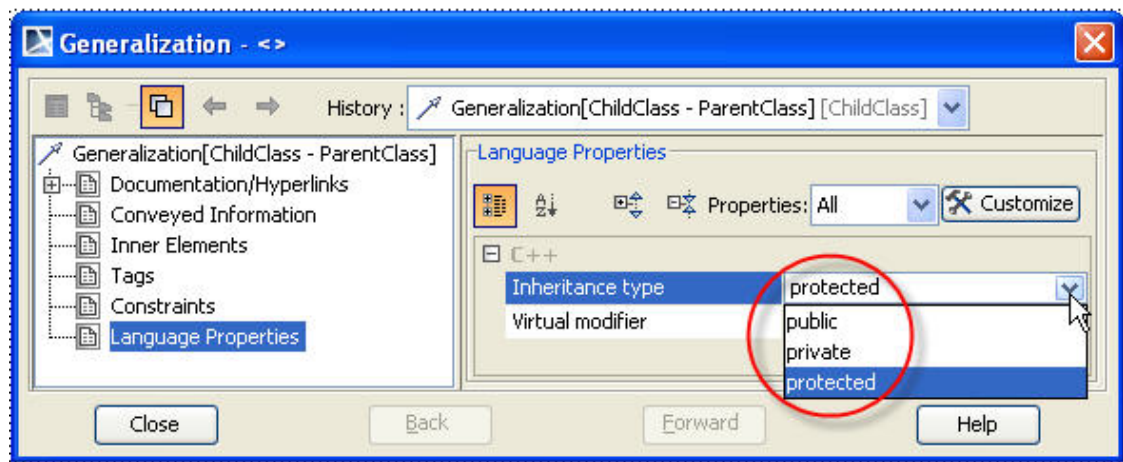 Generalization - <>
History : Generalization[ChildClass - ParentClass] [ChildClass]
Generalization[ChildClass - ParentClass]
Documentation/Hyperlinks
Conveyed Information
Inner Elements
Tags
Constraints
Language Properties
Language Properties
Properties: All Customize
C++
Inheritance type protected
Virtual modifier
public
private
protected
Close Back Forward Help